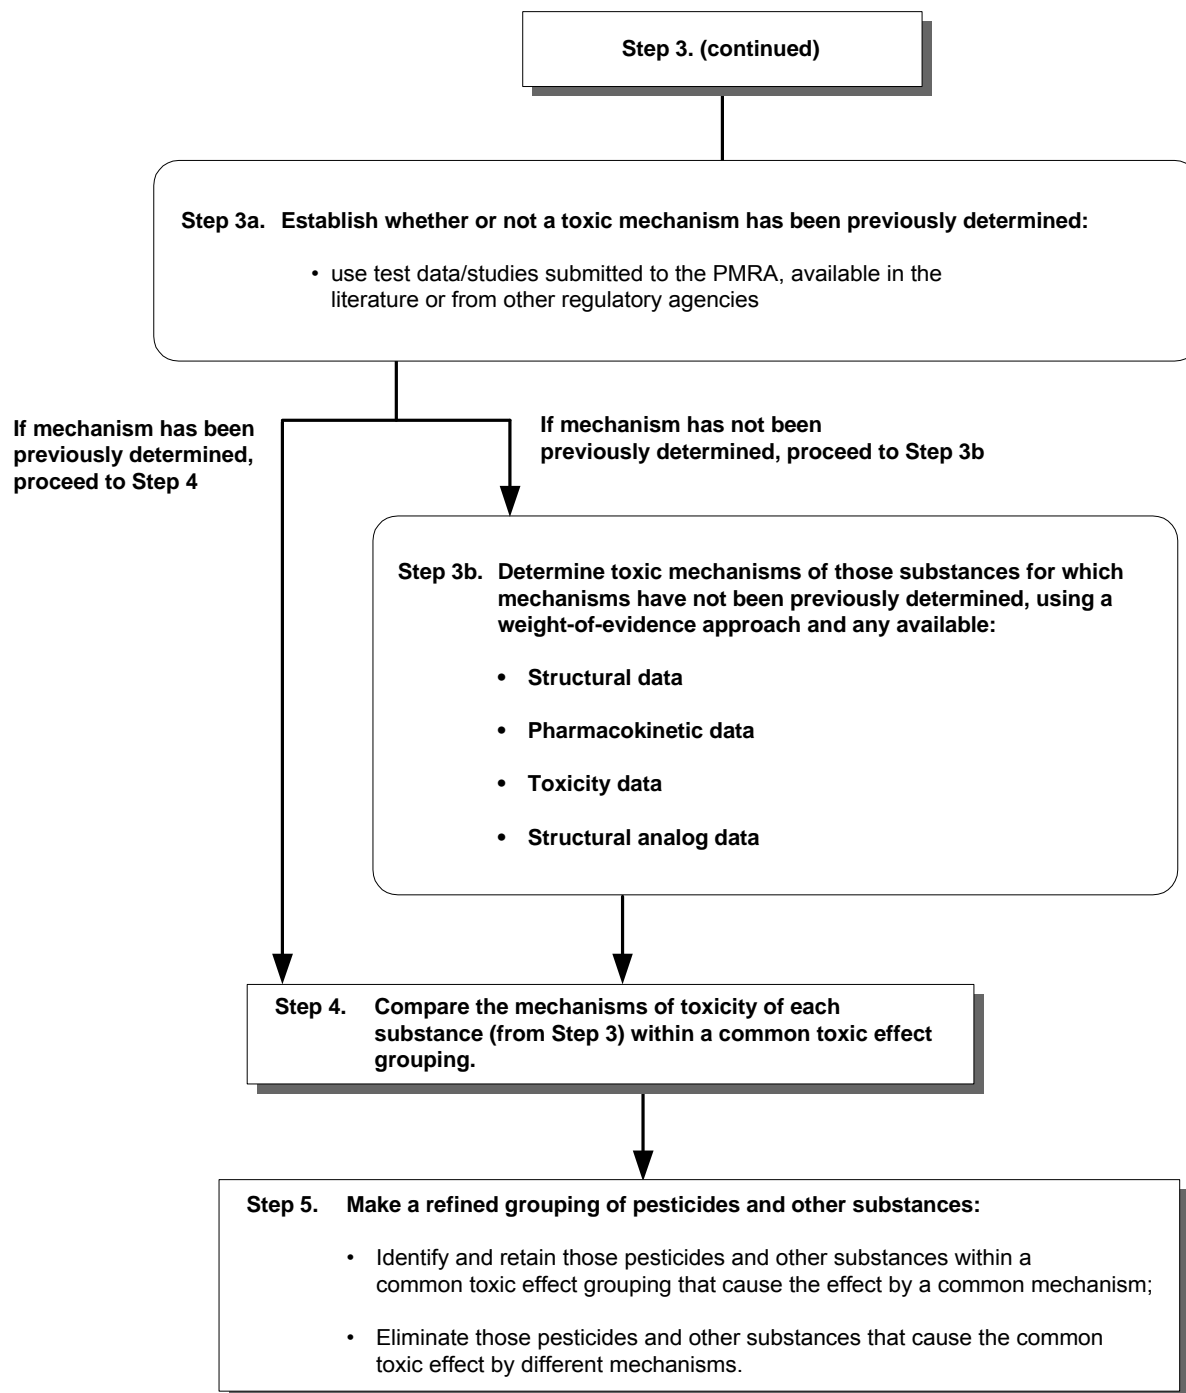 Step 3. (continued)
Step 3a. Establish whether or not a toxic mechanism has been previously determined:
• use test data/studies submitted to the PMRA, available in the
literature or from other regulatory agencies
If mechanism has been
previously determined,
proceed to Step 4
If mechanism has not been
previously determined, proceed to Step 3b
Step 3b. Determine toxic mechanisms of those substances for which
mechanisms have not been previously determined, using a
weight-of-evidence approach and any available:
• Structural data
• Pharmacokinetic data
• Toxicity data
• Structural analog data
Step 4. Compare the mechanisms of toxicity of each
substance (from Step 3) within a common toxic effect
grouping.
Step 5. Make a refined grouping of pesticides and other substances:
• Identify and retain those pesticides and other substances within a
common toxic effect grouping that cause the effect by a common mechanism;
• Eliminate those pesticides and other substances that cause the common
toxic effect by different mechanisms.